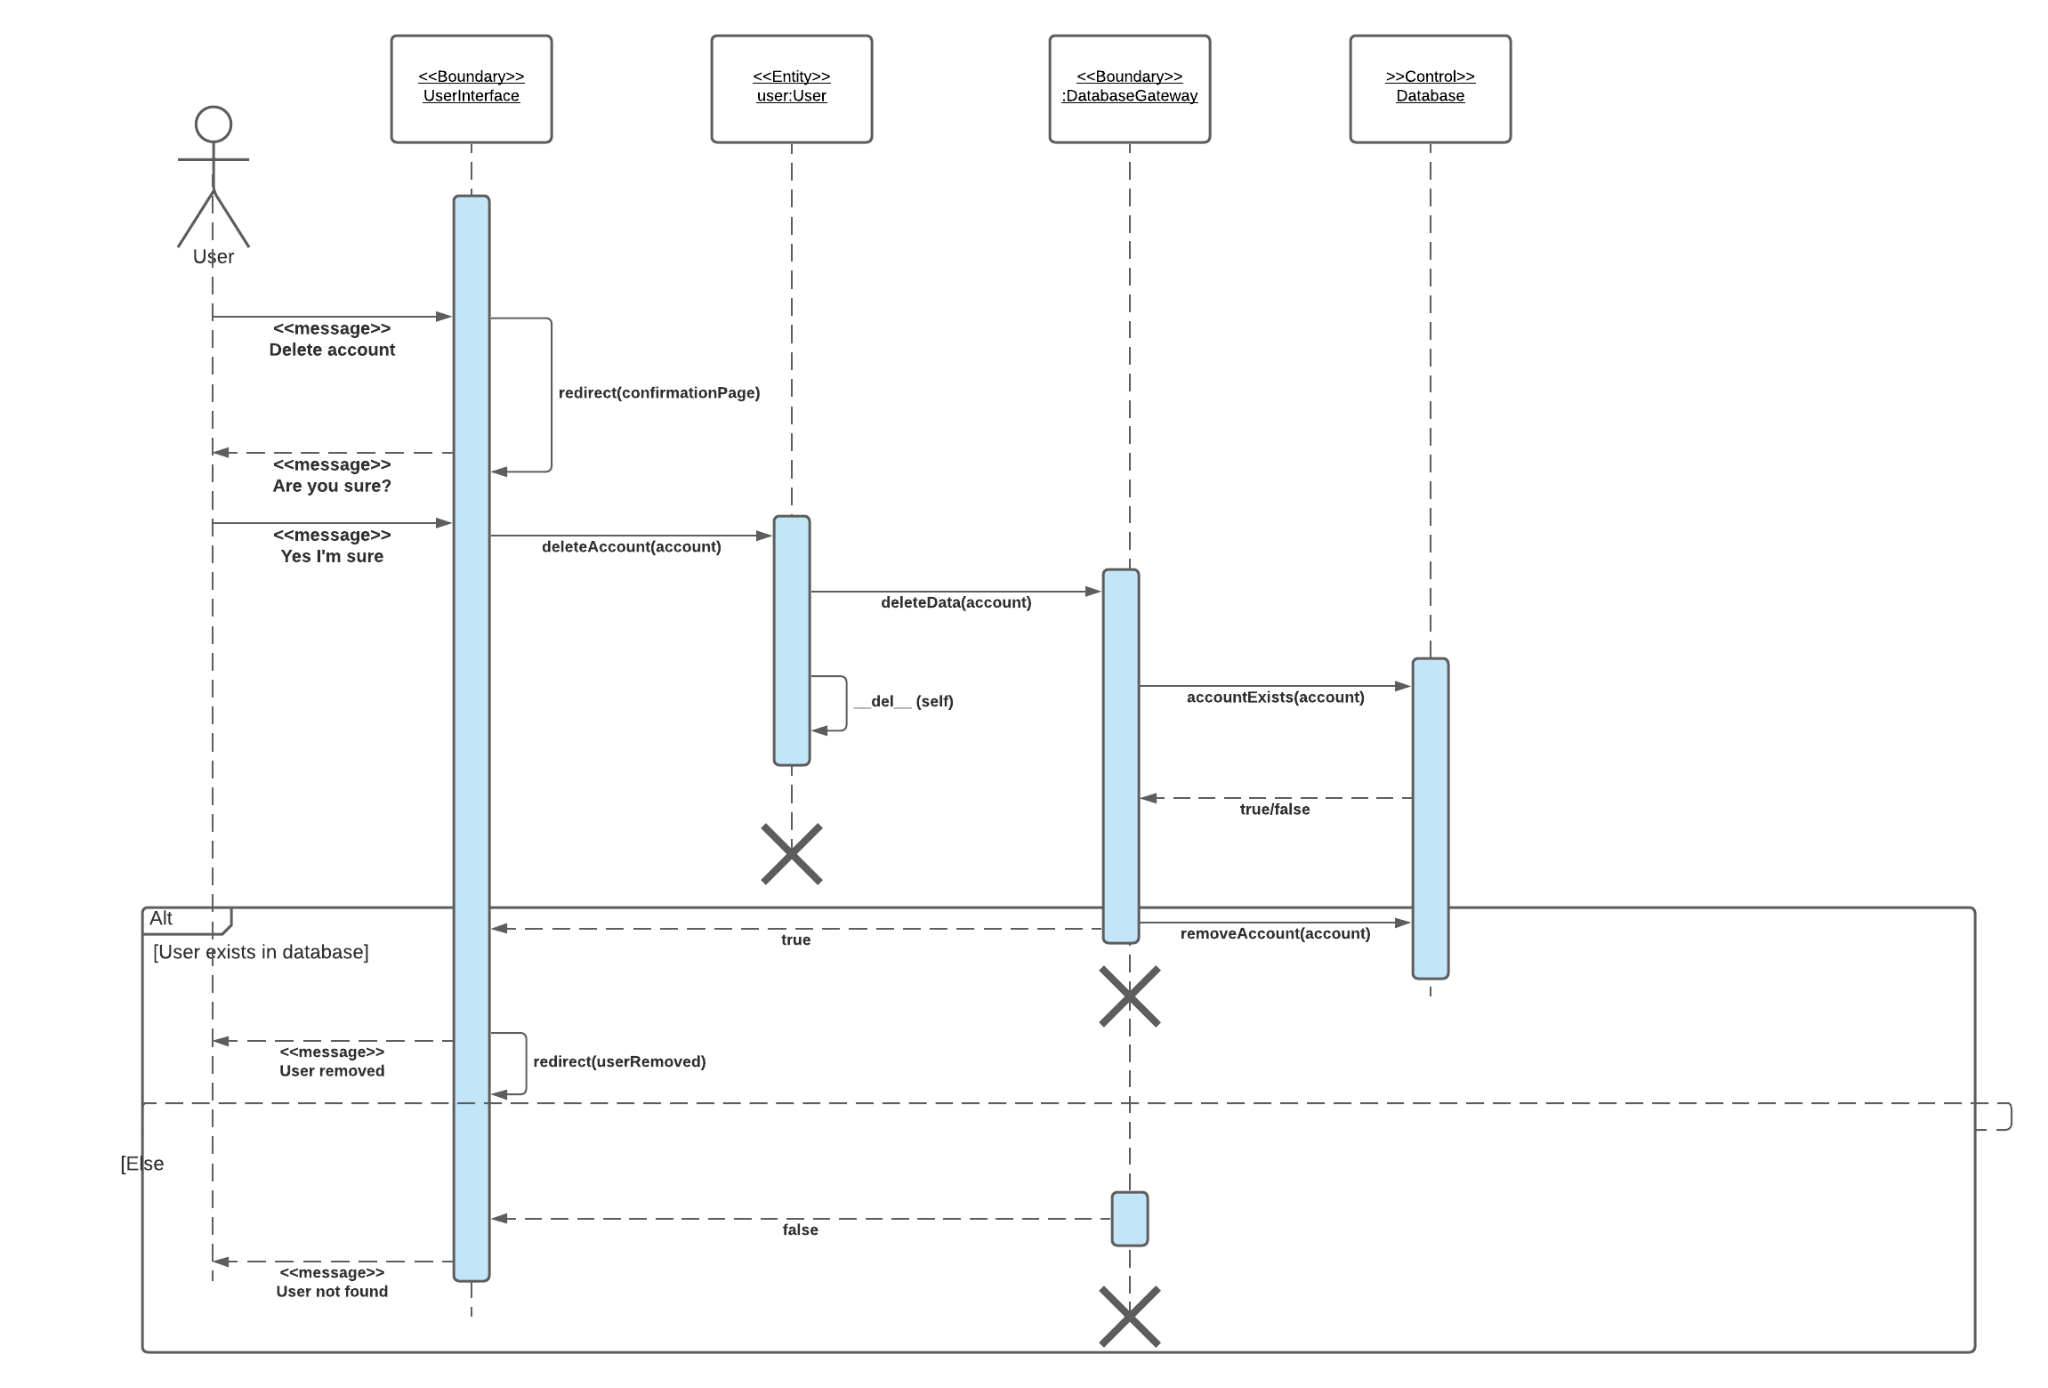 <<Boundary>>
UserInterface
<<Entity>>
user:User
<<Boundary>>
:DatabaseGateway
>>Control>>
Database
User
<<message>>
Delete account
redirect(confirmationPage)
<<message>>
Are you sure?
<<message>>
Yes I'm sure
deleteAccount(account)
deleteData(account)
__del__ (self)
accountExists(account)
true/false
Alt
[User exists in database]
true
removeAccount(account)
<<message>>
User removed
redirect(userRemoved)
[Else
false
<<message>>
User not found